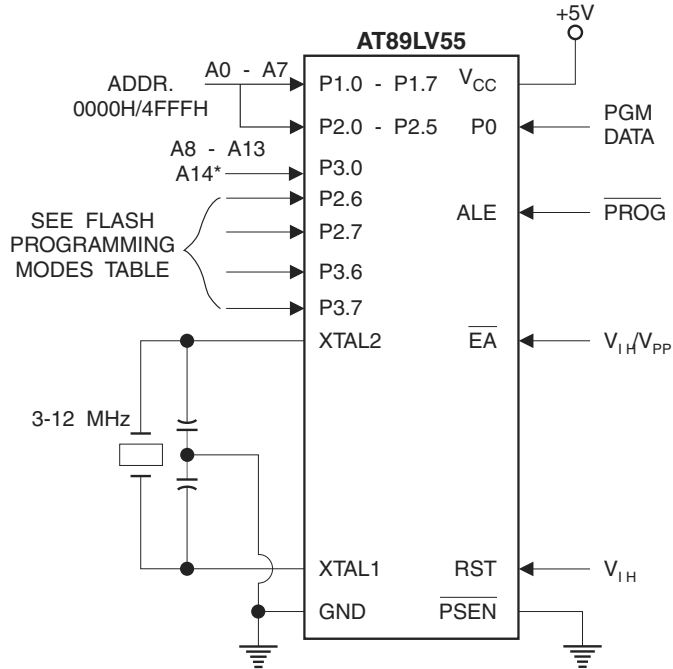 +5V
AT89LV55
ADDR.
0000H/4FFFH
A0 - A7
P1.0 - P1.7
VCC
P2.0 - P2.5
P0
PGM
DATA
A8 - A13
A14*
P3.0
P2.6
ALE
PROG
SEE FLASH
PROGRAMMING
MODES TABLE
P2.7
P3.6
P3.7
XTAL2
EA
VIH/VPP
3-12 MHz
XTAL1
RST
VIH
GND
PSEN